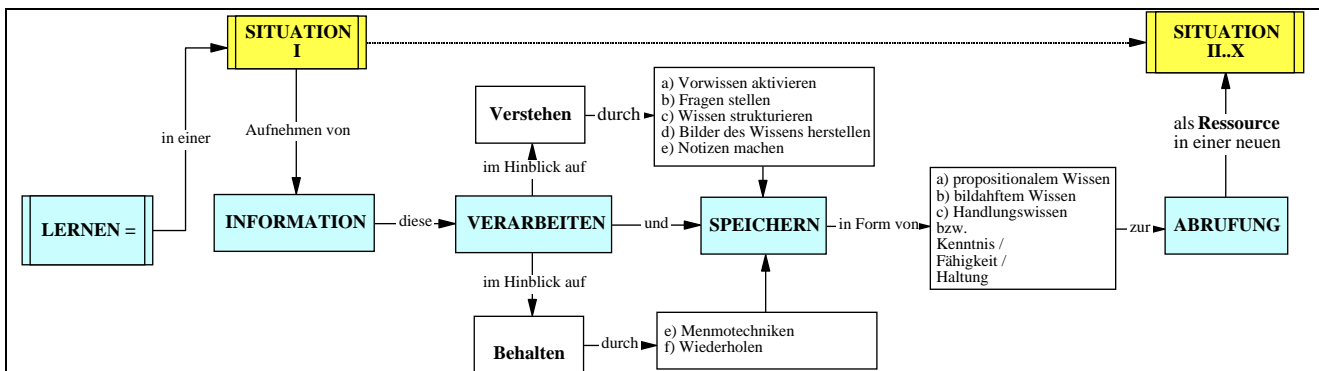 SITUATION
I
SITUATION
II..X
LERNEN =
in einer
Aufnehmen von
INFORMATION
diese
VERARBEITEN
im Hinblick auf
Verstehen
durch
a) Vorwissen aktivieren
b) Fragen stellen
c) Wissen strukturieren
d) Bilder des Wissens herstellen
e) Notizen machen
im Hinblick auf
Behalten
durch
e) Menmotechniken
f) Wiederholen
und
SPEICHERN
in Form von
a) propositionalem Wissen
b) bildahftem Wissen
c) Handlungswissen
bzw.
Kenntnis /
Fähigkeit /
Haltung
zur
ABRUFUNG
als Ressource
in einer neuen